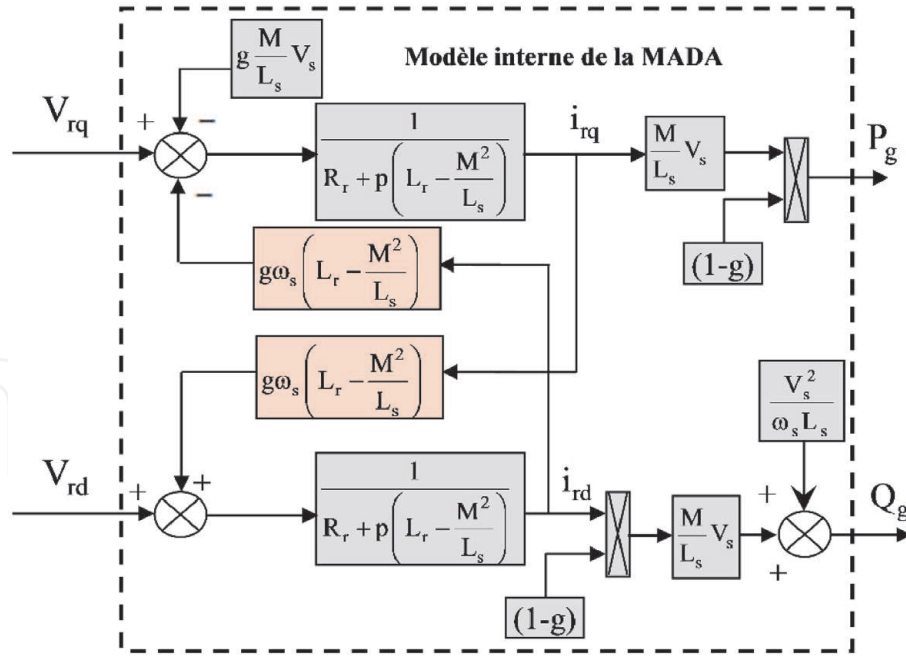 Modèle interne de la MADA
g M/L_s V_s
V_rq
+
−
−
1 / (R_r + p(L_r − M²/L_s))
i_rq
M/L_s V_s
P_g
(1-g)
gω_s(L_r − M²/L_s)
gω_s(L_r − M²/L_s)
V_s² / (ω_s L_s)
V_rd
+
+
1 / (R_r + p(L_r − M²/L_s))
i_rd
M/L_s V_s
+
+
Q_g
(1-g)